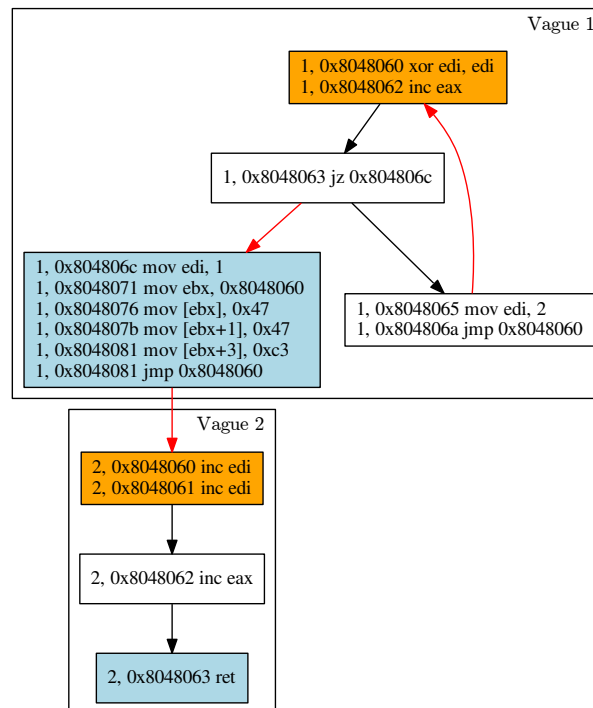 Vague 1
1, 0x8048060 xor edi, edi
1, 0x8048062 inc eax
1, 0x8048063 jz 0x804806c
1, 0x804806c mov edi, 1
1, 0x8048071 mov ebx, 0x8048060
1, 0x8048076 mov [ebx], 0x47
1, 0x804807b mov [ebx+1], 0x47
1, 0x8048081 mov [ebx+3], 0xc3
1, 0x8048081 jmp 0x8048060
1, 0x8048065 mov edi, 2
1, 0x804806a jmp 0x8048060
Vague 2
2, 0x8048060 inc edi
2, 0x8048061 inc edi
2, 0x8048062 inc eax
2, 0x8048063 ret